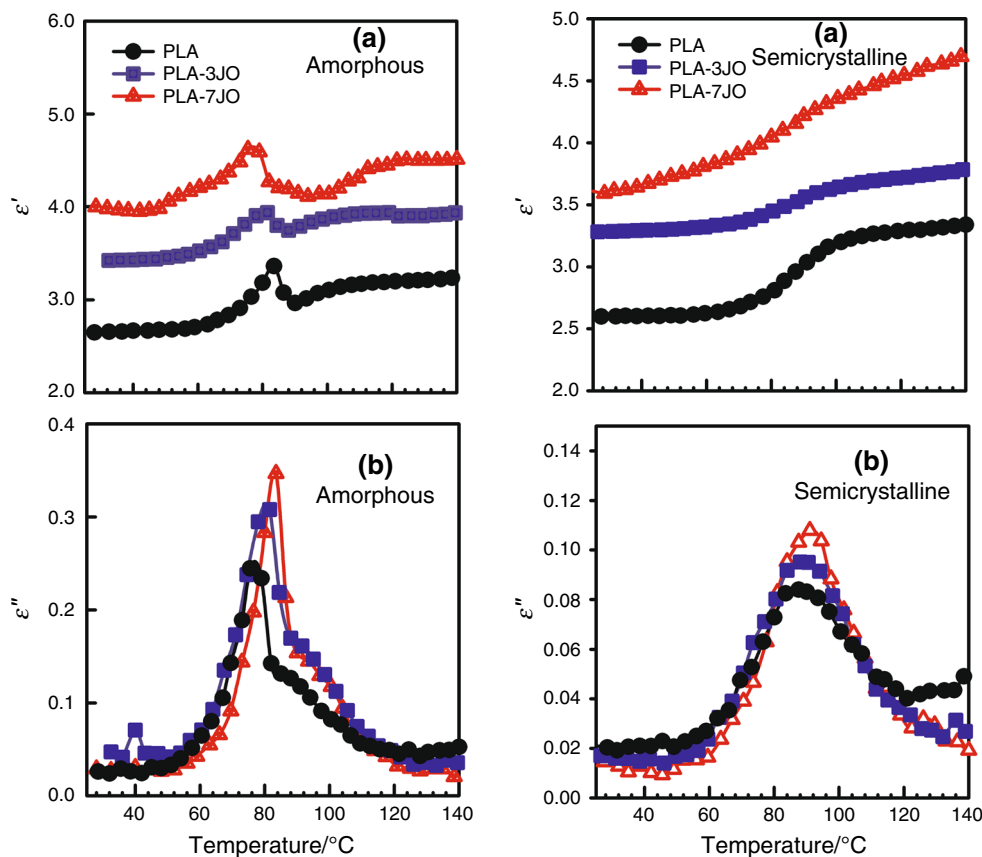 6.0
5.0
4.0
3.0
2.0
ε′
(a)
Amorphous
PLA
PLA-3JO
PLA-7JO
5.0
4.5
4.0
3.5
3.0
2.5
2.0
ε′
(a)
Semicrystalline
PLA
PLA-3JO
PLA-7JO
0.4
0.3
0.2
0.1
0.0
ε″
(b)
Amorphous
40 60 80 100 120 140
Temperature/°C
0.14
0.12
0.10
0.08
0.06
0.04
0.02
0.00
ε″
(b)
Semicrystalline
40 60 80 100 120 140
Temperature/°C